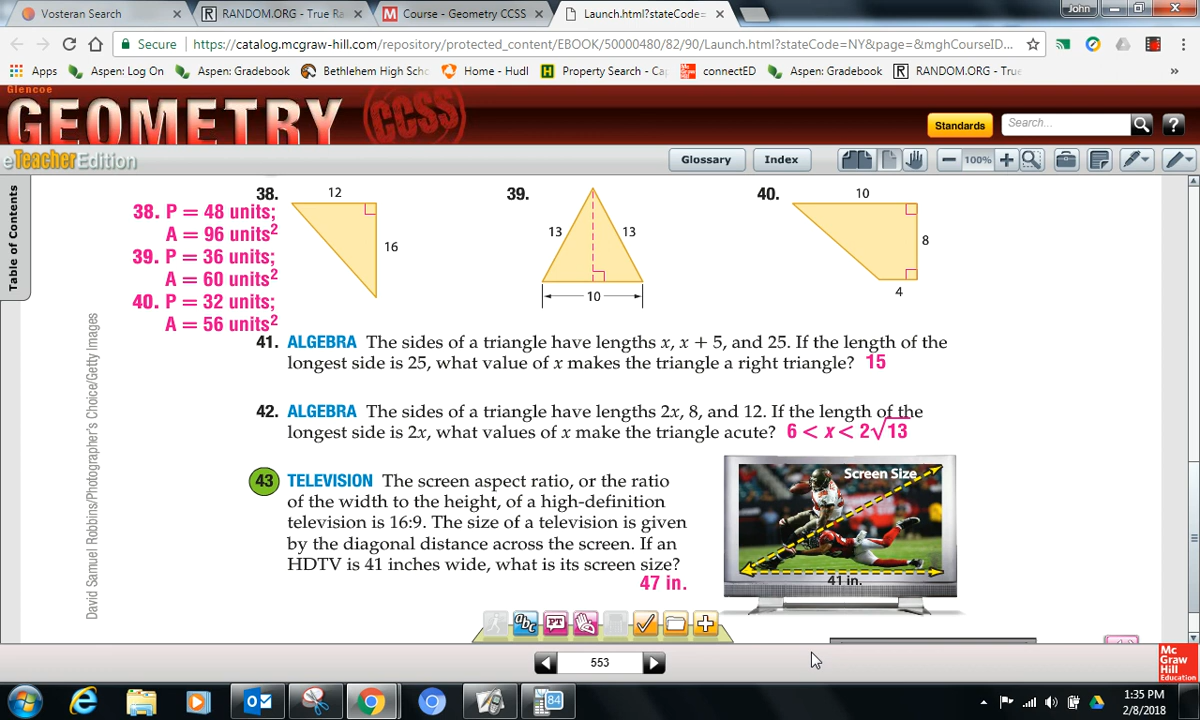 Vosteran Search
RANDOM.ORG - True Ra
Course - Geometry CCSS
Launch.html?stateCode=
John
Secure https://catalog.mcgraw-hill.com/repository/protected_content/EBOOK/50000480/82/90/Launch.html?stateCode=NY&page=&mghCourseID...
Apps Aspen: Log On Aspen: Gradebook Bethlehem High Scho Home - Hudl Property Search - Ca connectED Aspen: Gradebook RANDOM.ORG - True
Glencoe
GEOMETRY CCSS
Standards Search... ?
eTeacherEdition
Glossary Index 100%
Table of Contents
38. 12
16
39. 13 13
10
40. 10
8
4
38. P = 48 units;
A = 96 units²
39. P = 36 units;
A = 60 units²
40. P = 32 units;
A = 56 units²
41. ALGEBRA The sides of a triangle have lengths x, x + 5, and 25. If the length of the
longest side is 25, what value of x makes the triangle a right triangle? 15
42. ALGEBRA The sides of a triangle have lengths 2x, 8, and 12. If the length of the
longest side is 2x, what values of x make the triangle acute? 6 < x < 2√13
43 TELEVISION The screen aspect ratio, or the ratio
of the width to the height, of a high-definition
television is 16:9. The size of a television is given
by the diagonal distance across the screen. If an
HDTV is 41 inches wide, what is its screen size?
47 in.
Screen Size
41 in.
David Samuel Robbins/Photographer's Choice/Getty Images
abc PT
553
Mc
Graw
Hill
Education
84
1:35 PM
2/8/2018